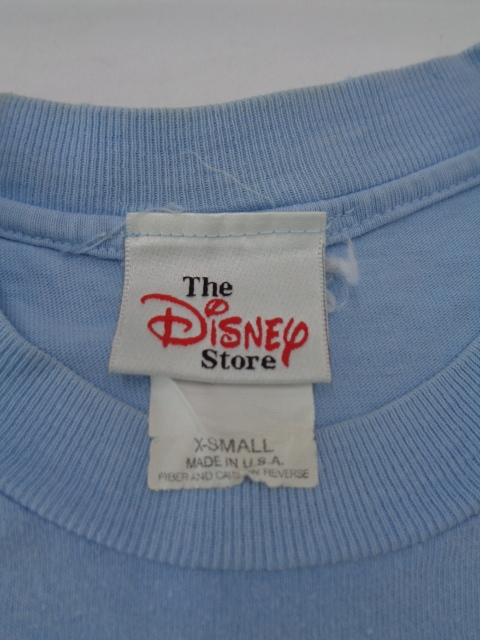 The
Disney
Store
X-SMALL
MADE IN U.S.A.
FIBER AND CARE ON REVERSE